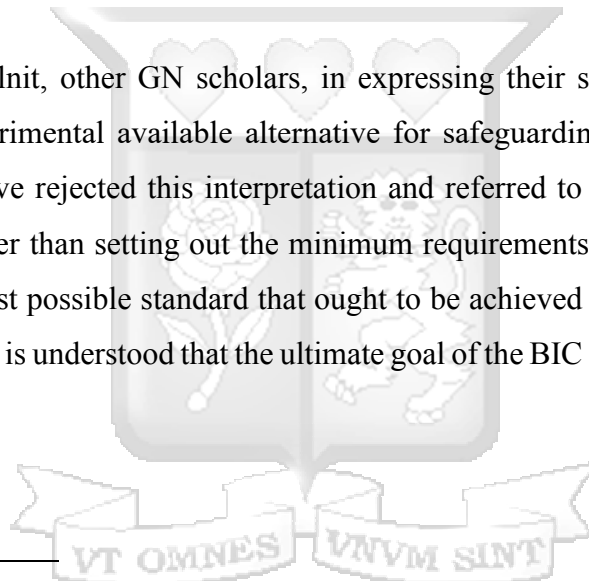 lnit, other GN scholars, in expressing their s
rimental available alternative for safeguardin
ve rejected this interpretation and referred to
er than setting out the minimum requirements
st possible standard that ought to be achieved
is understood that the ultimate goal of the BIC
VT OMNES VNVM SINT